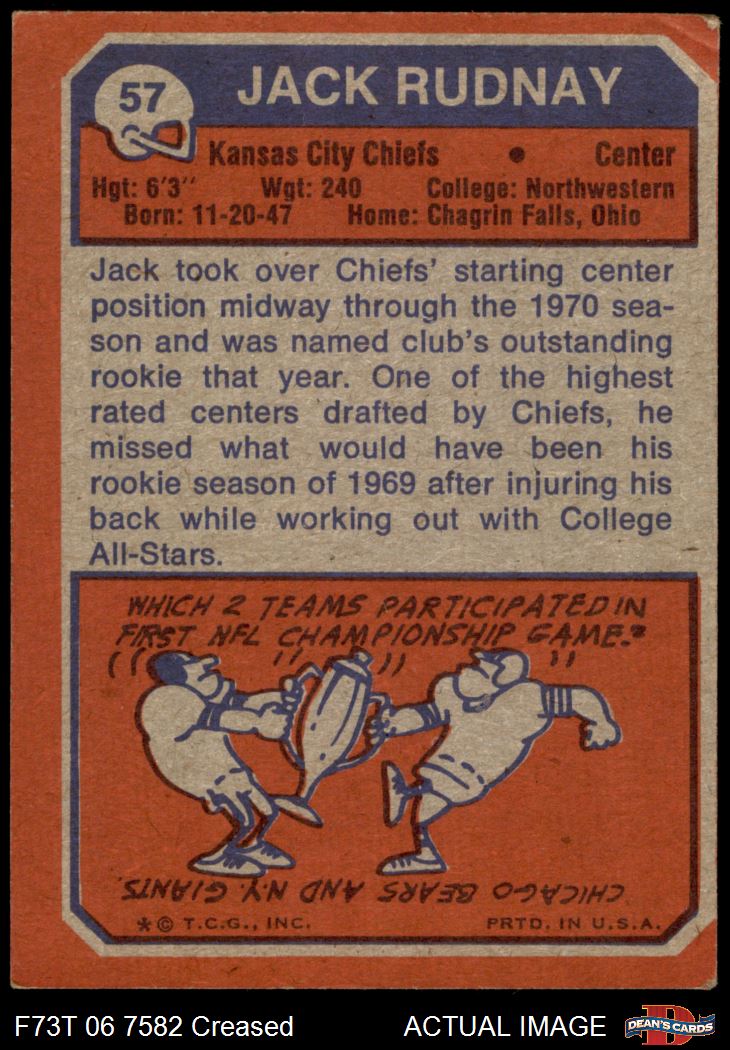 57
JACK RUDNAY
Kansas City Chiefs • Center
Hgt: 6'3" Wgt: 240 College: Northwestern
Born: 11-20-47 Home: Chagrin Falls, Ohio
Jack took over Chiefs' starting center
position midway through the 1970 sea-
son and was named club's outstanding
rookie that year. One of the highest
rated centers drafted by Chiefs, he
missed what would have been his
rookie season of 1969 after injuring his
back while working out with College
All-Stars.
WHICH 2 TEAMS PARTICIPATED IN
FIRST NFL CHAMPIONSHIP GAME?
CHICAGO BEARS AND N.Y. GIANTS.
*© T.C.G., INC. PRTD. IN U.S.A.
F73T 06 7582 Creased ACTUAL IMAGE
D
DEAN'S CARDS